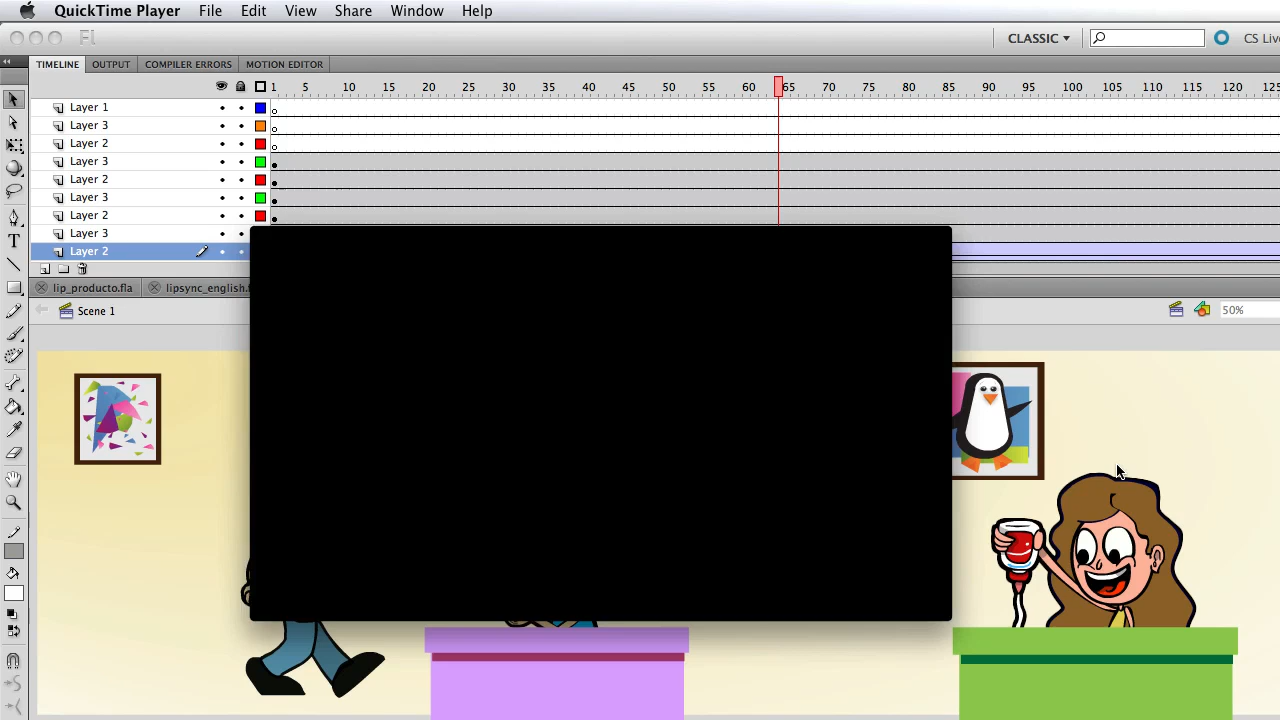 QuickTime Player File Edit View Share Window Help
Fl CLASSIC CS Live
TIMELINE OUTPUT COMPILER ERRORS MOTION EDITOR
1 5 10 15 20 25 30 35 40 45 50 55 60 65 70 75 80 85 90 95 100 105 110 115 120 125
Layer 1
Layer 3
Layer 2
Layer 3
Layer 2
Layer 3
Layer 2
Layer 3
Layer 2
lip_producto.fla lipsync_english.f
Scene 1 50%